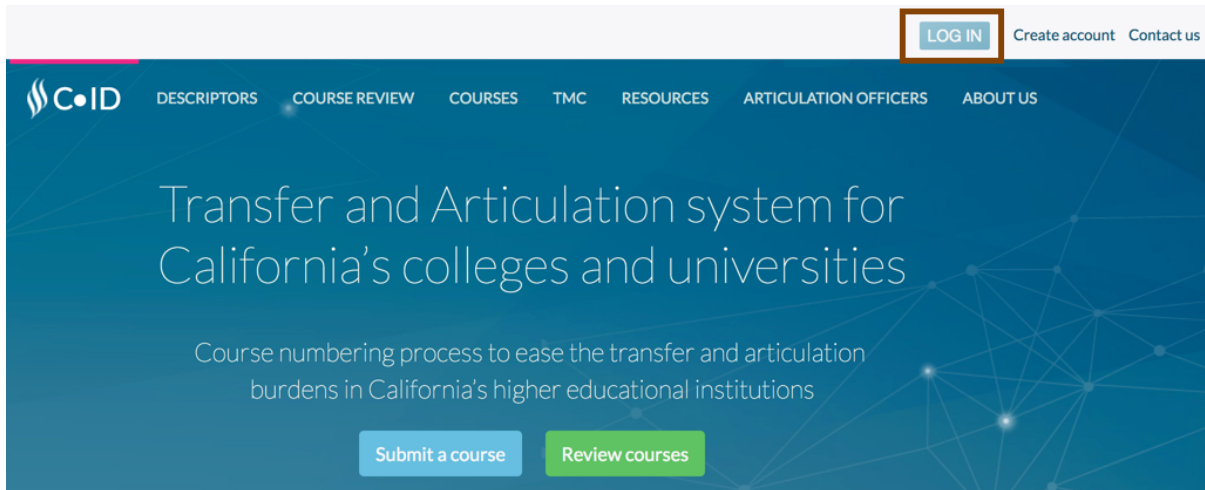 LOG IN Create account Contact us
C•ID DESCRIPTORS COURSE REVIEW COURSES TMC RESOURCES ARTICULATION OFFICERS ABOUT US
Transfer and Articulation system for
California's colleges and universities
Course numbering process to ease the transfer and articulation
burdens in California's higher educational institutions
Submit a course Review courses